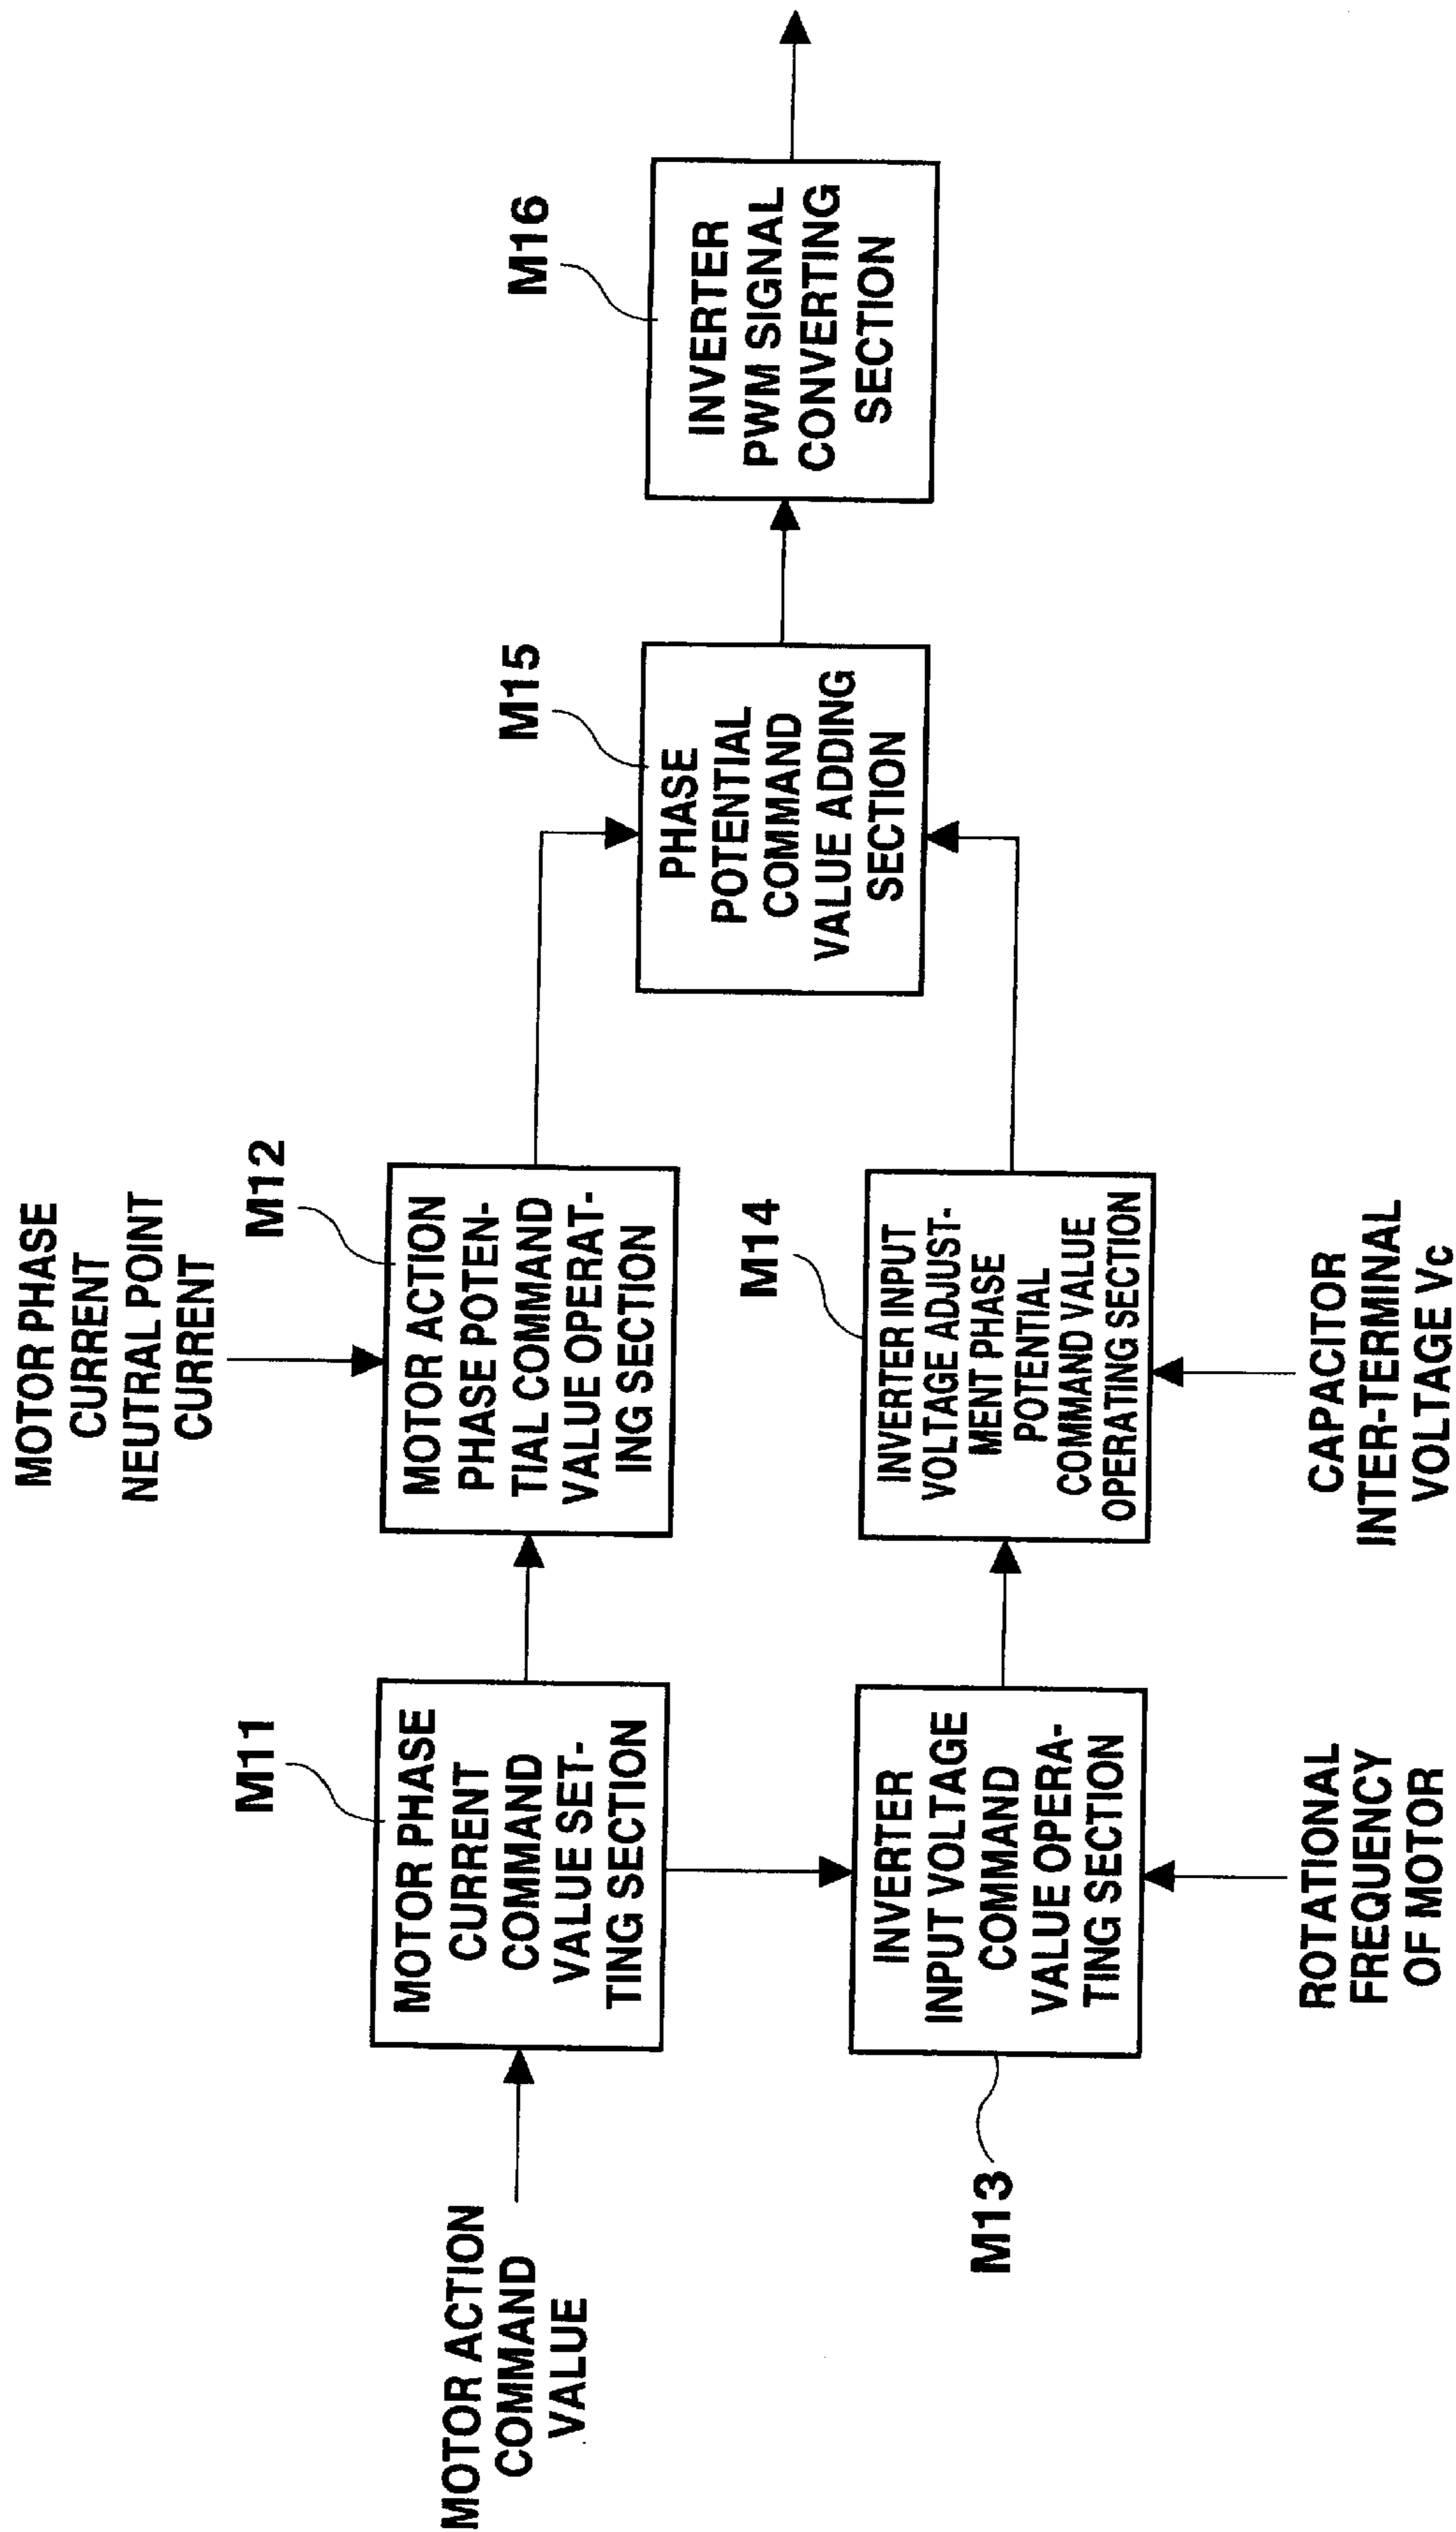 MOTOR ACTION
COMMAND
VALUE
M11
MOTOR PHASE
CURRENT
COMMAND
VALUE SET-
TING SECTION
MOTOR PHASE
CURRENT
NEUTRAL POINT
CURRENT
M12
MOTOR ACTION
PHASE POTEN-
TIAL COMMAND
VALUE OPERAT-
ING SECTION
M13
INVERTER
INPUT VOLTAGE
COMMAND
VALUE OPERA-
TING SECTION
ROTATIONAL
FREQUENCY
OF MOTOR
M14
INVERTER INPUT
VOLTAGE ADJUST-
MENT PHASE
POTENTIAL
COMMAND VALUE
OPERATING SECTION
CAPACITOR
INTER-TERMINAL
VOLTAGE Vc
M15
PHASE
POTENTIAL
COMMAND
VALUE ADDING
SECTION
M16
INVERTER
PWM SIGNAL
CONVERTING
SECTION